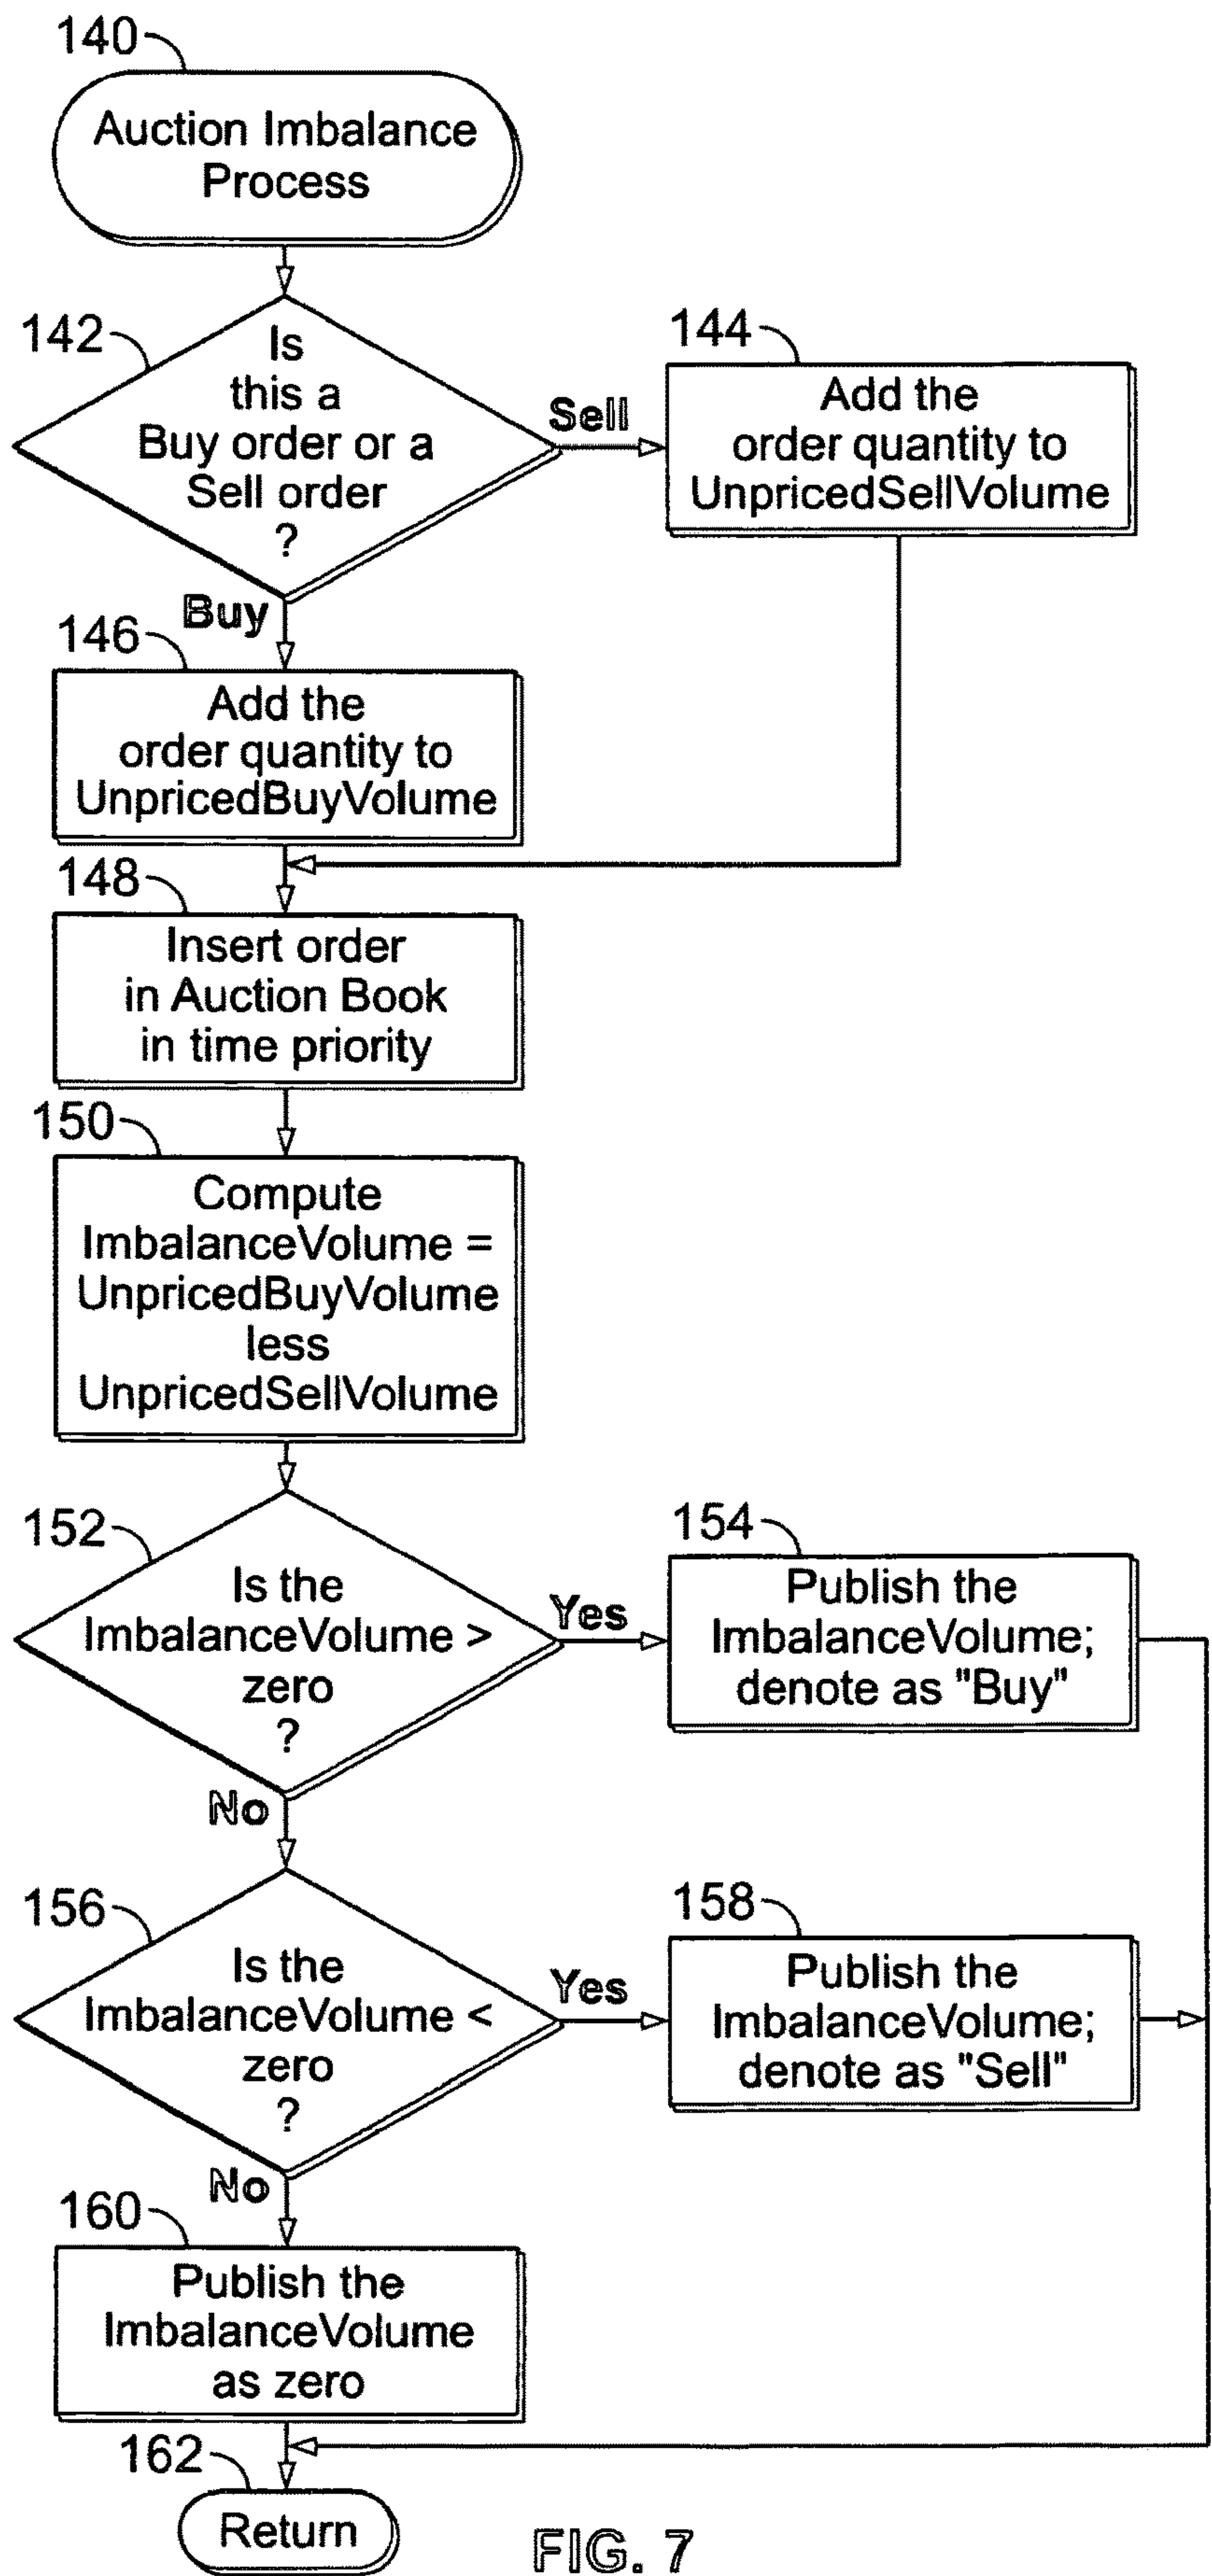 140
Auction Imbalance
Process
142
Is
this a
Buy order or a
Sell order
?
Sell
144
Add the
order quantity to
UnpricedSellVolume
Buy
146
Add the
order quantity to
UnpricedBuyVolume
148
Insert order
in Auction Book
in time priority
150
Compute
ImbalanceVolume =
UnpricedBuyVolume
less
UnpricedSellVolume
152
Is the
ImbalanceVolume >
zero
?
Yes
154
Publish the
ImbalanceVolume;
denote as "Buy"
No
156
Is the
ImbalanceVolume <
zero
?
Yes
158
Publish the
ImbalanceVolume;
denote as "Sell"
No
160
Publish the
ImbalanceVolume
as zero
162
Return
FIG. 7